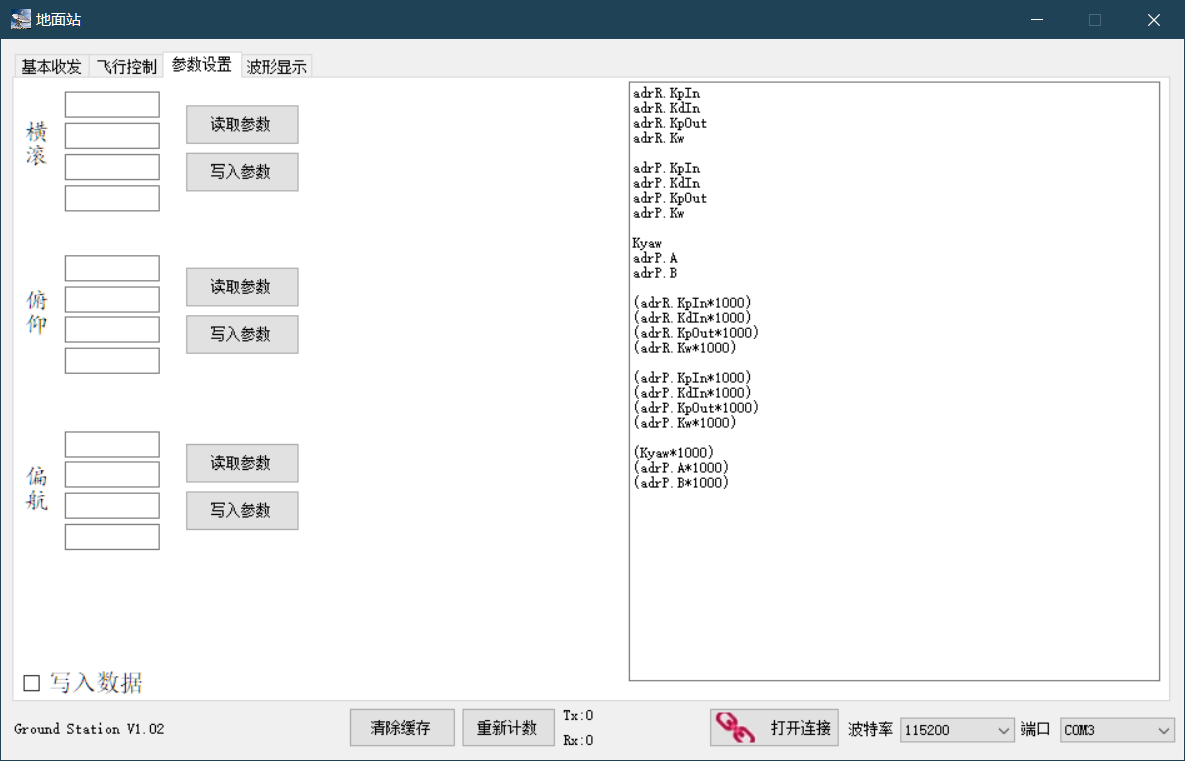 地面站
基本收发 飞行控制 参数设置 波形显示
横滚
读取参数
写入参数
俯仰
读取参数
写入参数
偏航
读取参数
写入参数
写入数据
adrR.KpIn
adrR.KdIn
adrR.KpOut
adrR.Kw
adrP.KpIn
adrP.KdIn
adrP.KpOut
adrP.Kw
Kyaw
adrP.A
adrP.B
(adrR.KpIn*1000)
(adrR.KdIn*1000)
(adrR.KpOut*1000)
(adrR.Kw*1000)
(adrP.KpIn*1000)
(adrP.KdIn*1000)
(adrP.KpOut*1000)
(adrP.Kw*1000)
(Kyaw*1000)
(adrP.A*1000)
(adrP.B*1000)
Ground Station V1.02
清除缓存
重新计数
Tx:0
Rx:0
打开连接
波特率 115200
端口 COM3